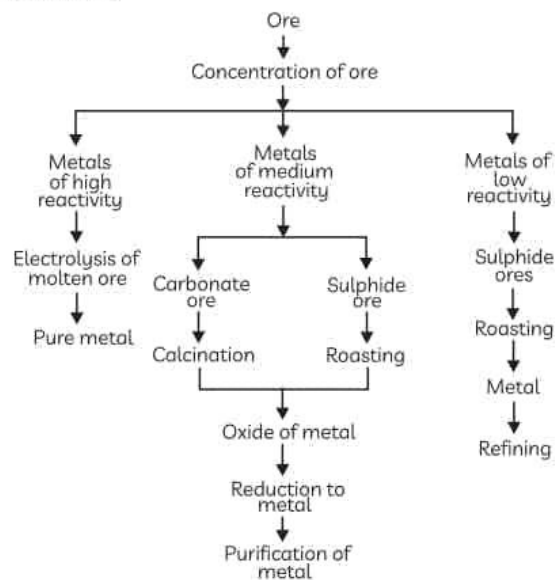 Ore
Concentration of ore
Metals
of high
reactivity
Metals
of medium
reactivity
Metals of
low
reactivity
Electrolysis of
molten ore
Carbonate
ore
Sulphide
ore
Sulphide
ores
Pure metal
Calcination
Roasting
Roasting
Metal
Oxide of metal
Refining
Reduction to
metal
Purification of
metal